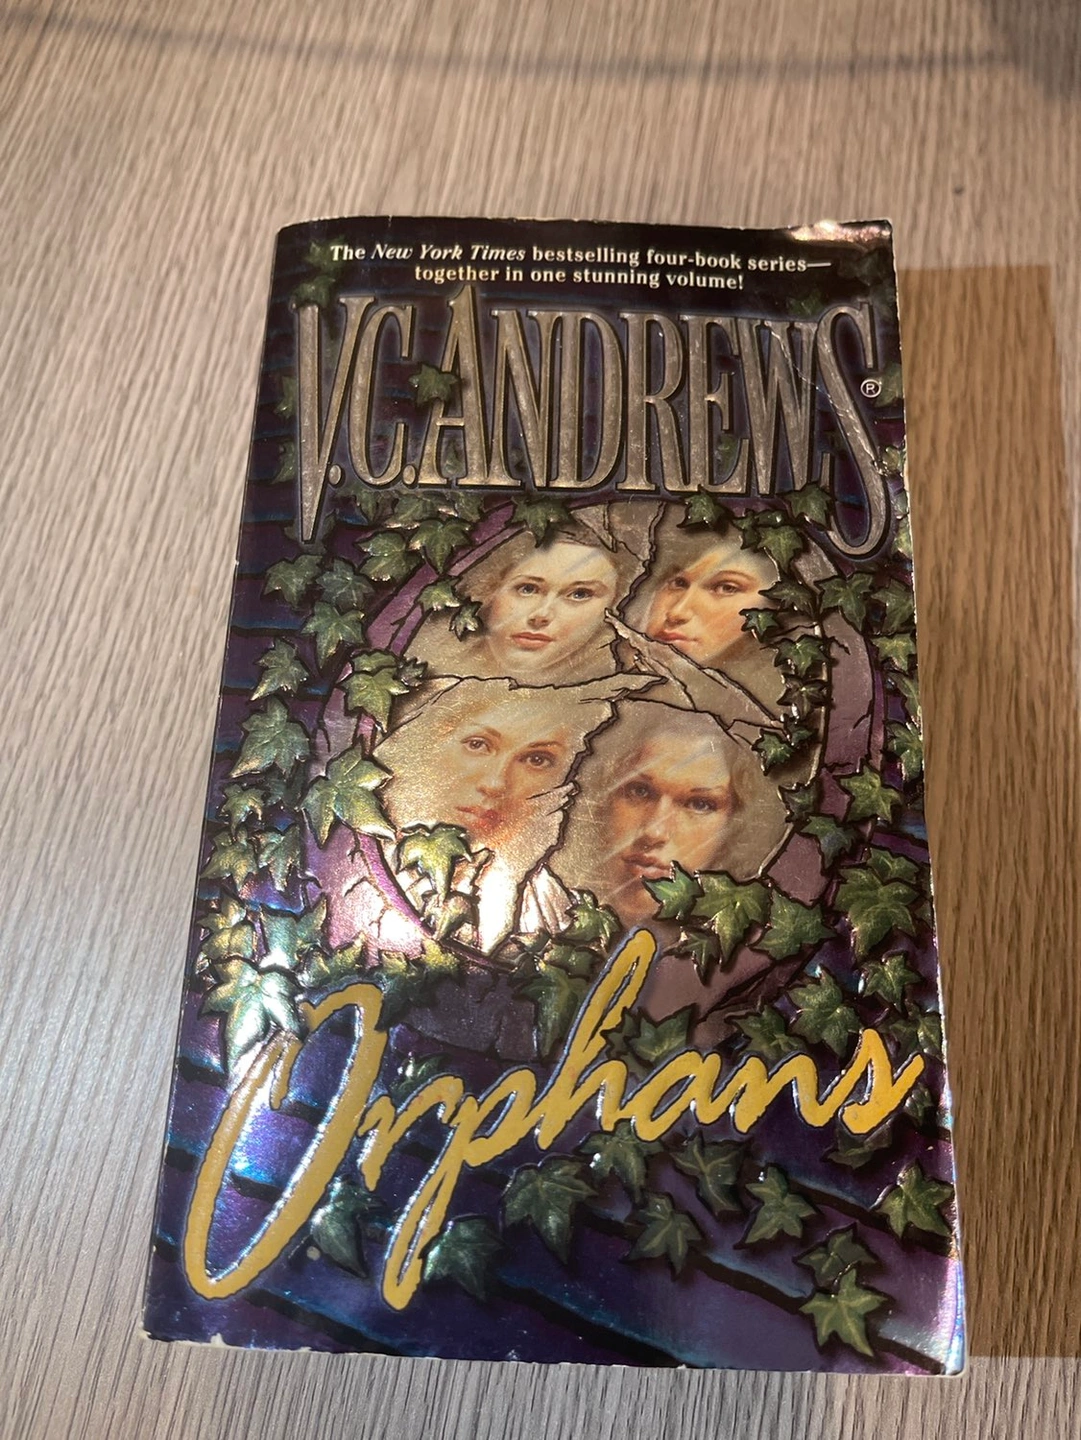 The New York Times bestselling four-book series—
together in one stunning volume!
V.C. ANDREWS®
Orphans